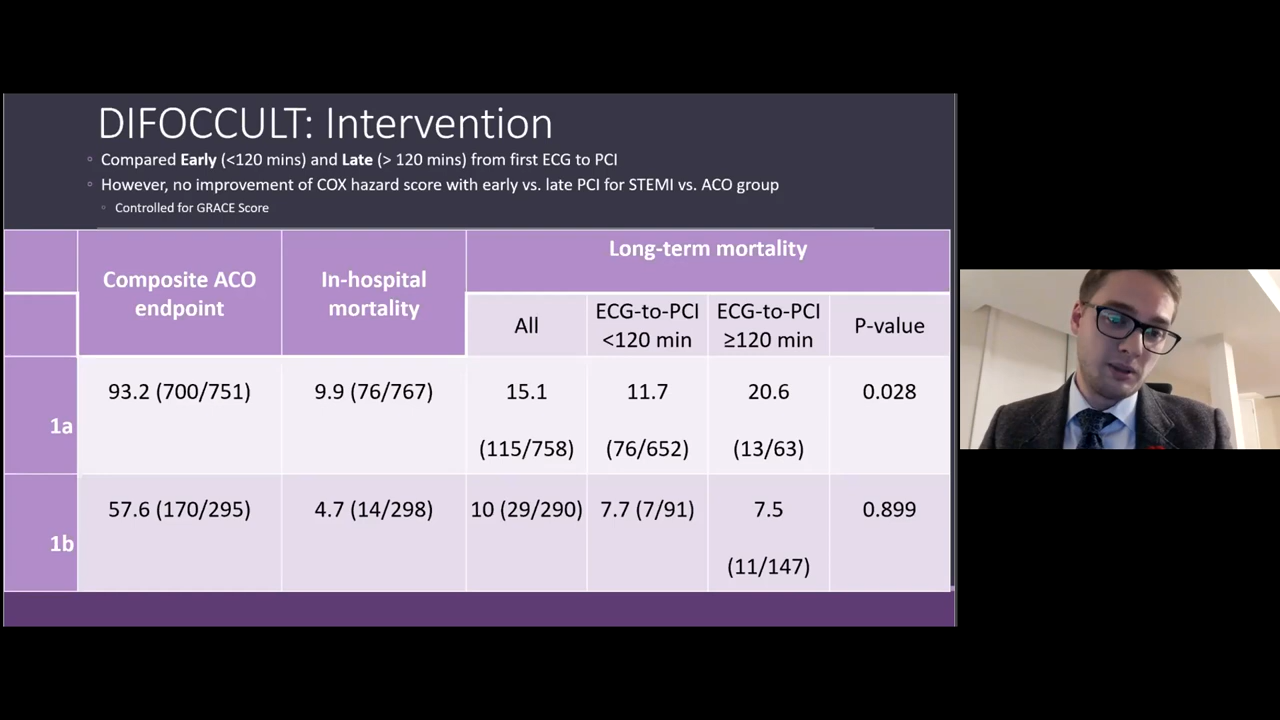 DIFOCCULT: Intervention
◦ Compared Early (<120 mins) and Late (> 120 mins) from first ECG to PCI
◦ However, no improvement of COX hazard score with early vs. late PCI for STEMI vs. ACO group
◦ Controlled for GRACE Score
Composite ACO
endpoint
In-hospital
mortality
Long-term mortality
All
ECG-to-PCI
<120 min
ECG-to-PCI
≥120 min
P-value
1a
93.2 (700/751)
9.9 (76/767)
15.1
(115/758)
11.7
(76/652)
20.6
(13/63)
0.028
1b
57.6 (170/295)
4.7 (14/298)
10 (29/290)
7.7 (7/91)
7.5
(11/147)
0.899